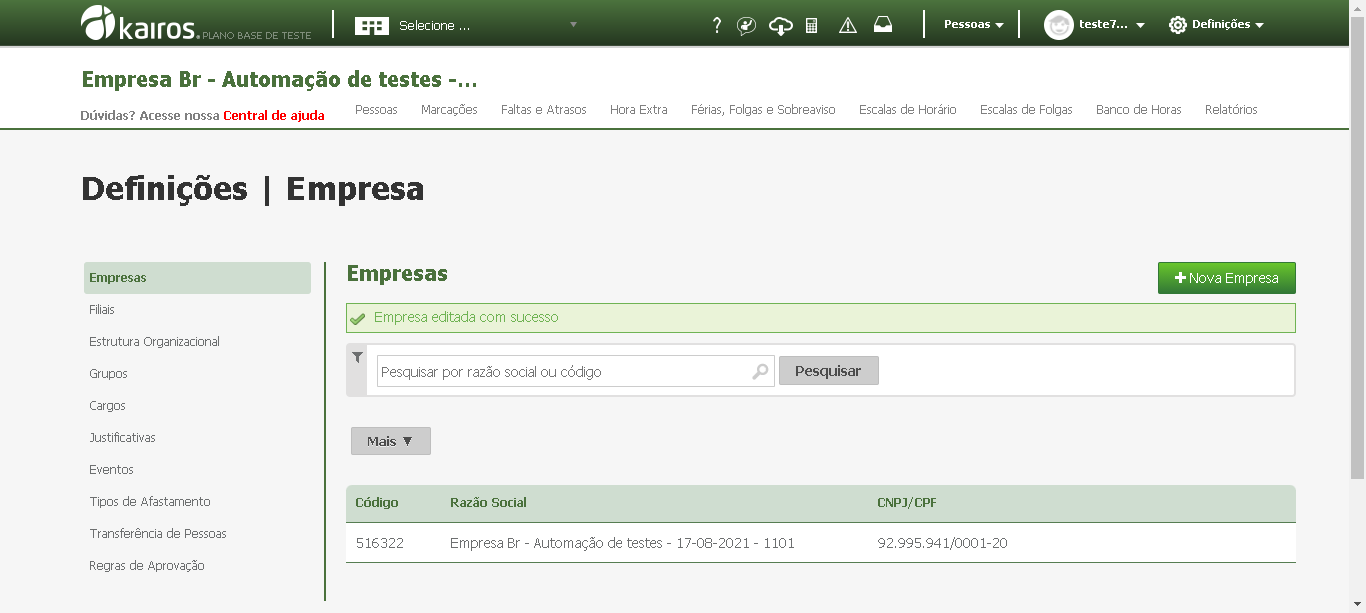 kairos. PLANO BASE DE TESTE
Selecione ...
?
Pessoas
teste7...
Definições
Empresa Br - Automação de testes -...
Dúvidas? Acesse nossa Central de ajuda
Pessoas
Marcações
Faltas e Atrasos
Hora Extra
Férias, Folgas e Sobreaviso
Escalas de Horário
Escalas de Folgas
Banco de Horas
Relatórios
Definições | Empresa
Empresas
Filiais
Estrutura Organizacional
Grupos
Cargos
Justificativas
Eventos
Tipos de Afastamento
Transferência de Pessoas
Regras de Aprovação
Empresas
+ Nova Empresa
Empresa editada com sucesso
Pesquisar por razão social ou código
Pesquisar
Mais ▼
Código Razão Social CNPJ/CPF
516322 Empresa Br - Automação de testes - 17-08-2021 - 1101 92.995.941/0001-20